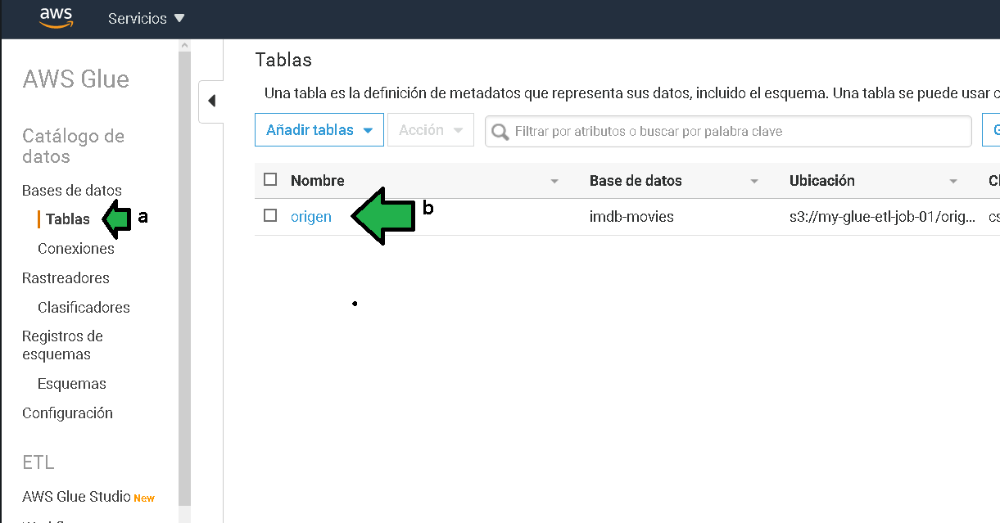 aws
Servicios
AWS Glue
Catálogo de
datos
Bases de datos
Tablas
a
Conexiones
Rastreadores
Clasificadores
Registros de
esquemas
Esquemas
Configuración
ETL
AWS Glue Studio New
Tablas
Una tabla es la definición de metadatos que representa sus datos, incluido el esquema. Una tabla se puede usar c
Añadir tablas
Acción
Filtrar por atributos o buscar por palabra clave
G
Nombre
Base de datos
Ubicación
Cl
origen
b
imdb-movies
s3://my-glue-etl-job-01/orig...
cs